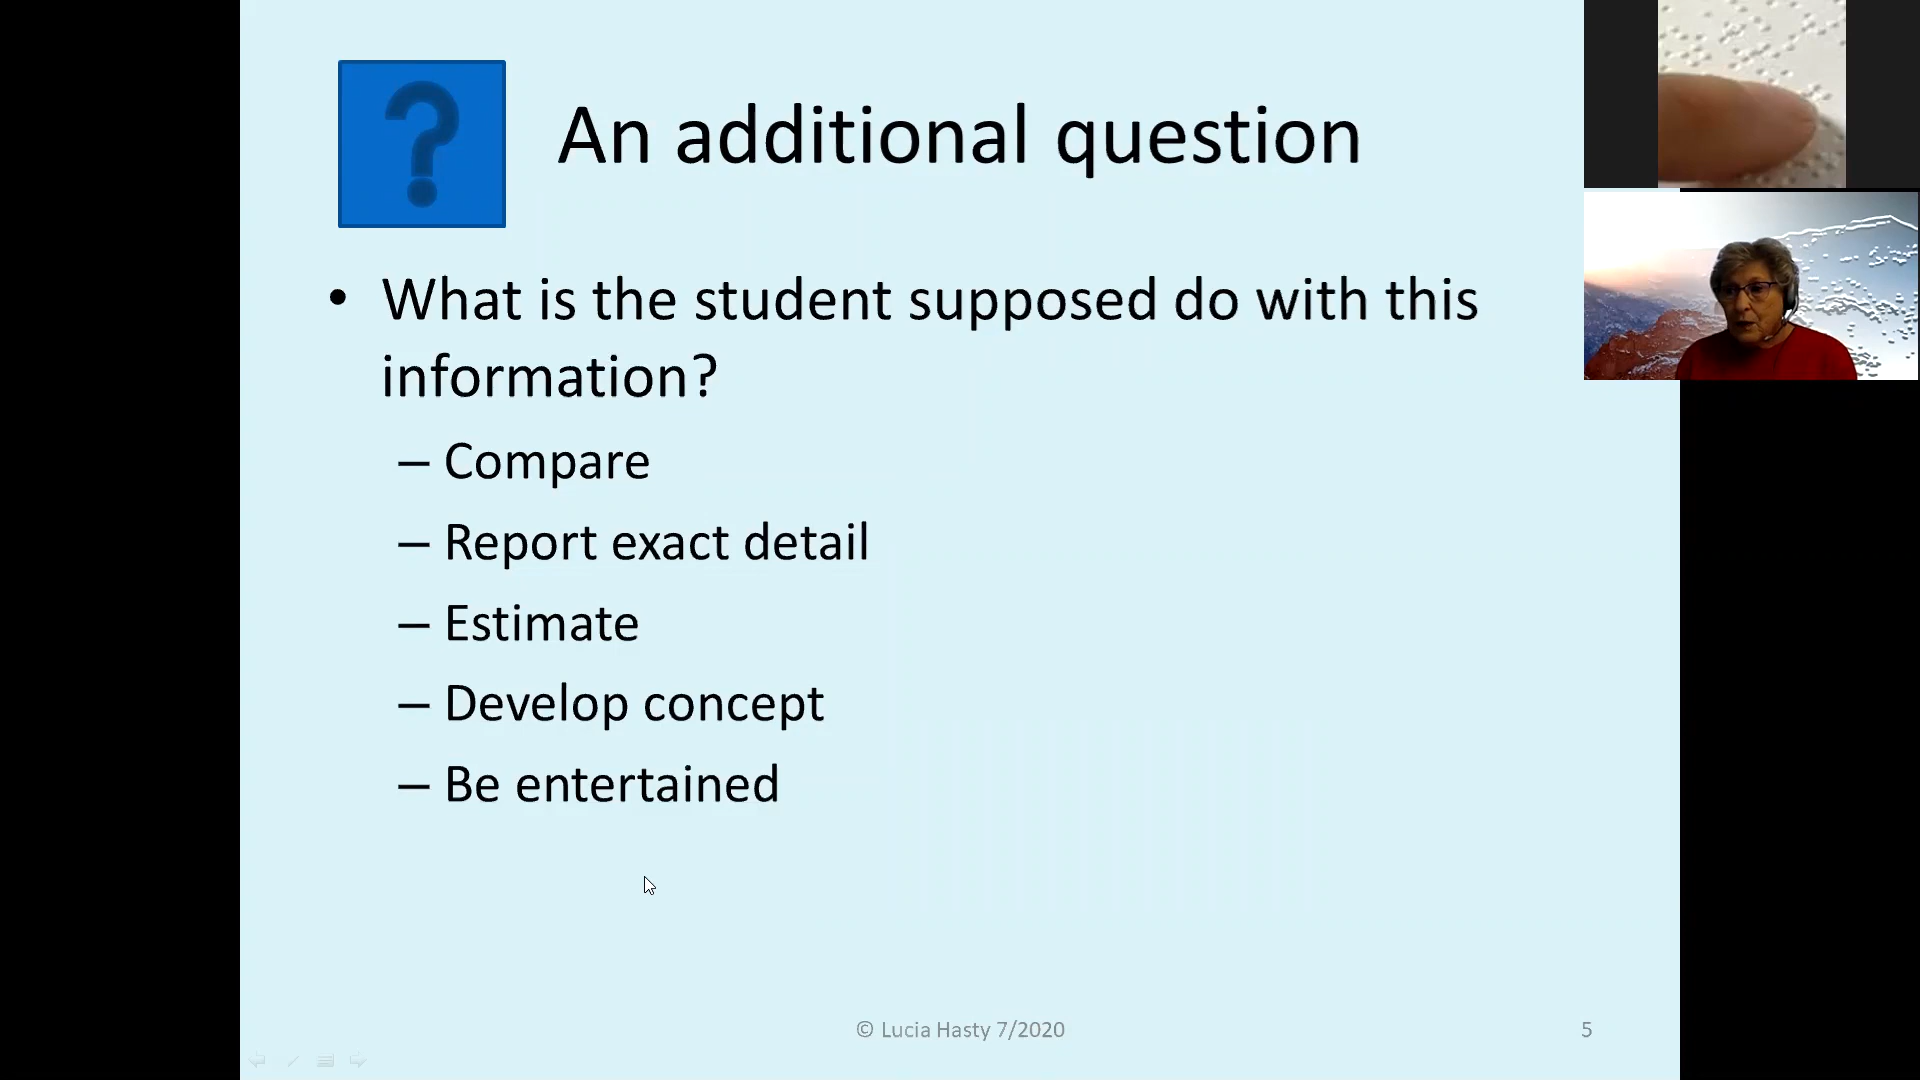 An additional question
• What is the student supposed do with this
information?
– Compare
– Report exact detail
– Estimate
– Develop concept
– Be entertained
© Lucia Hasty 7/2020
5